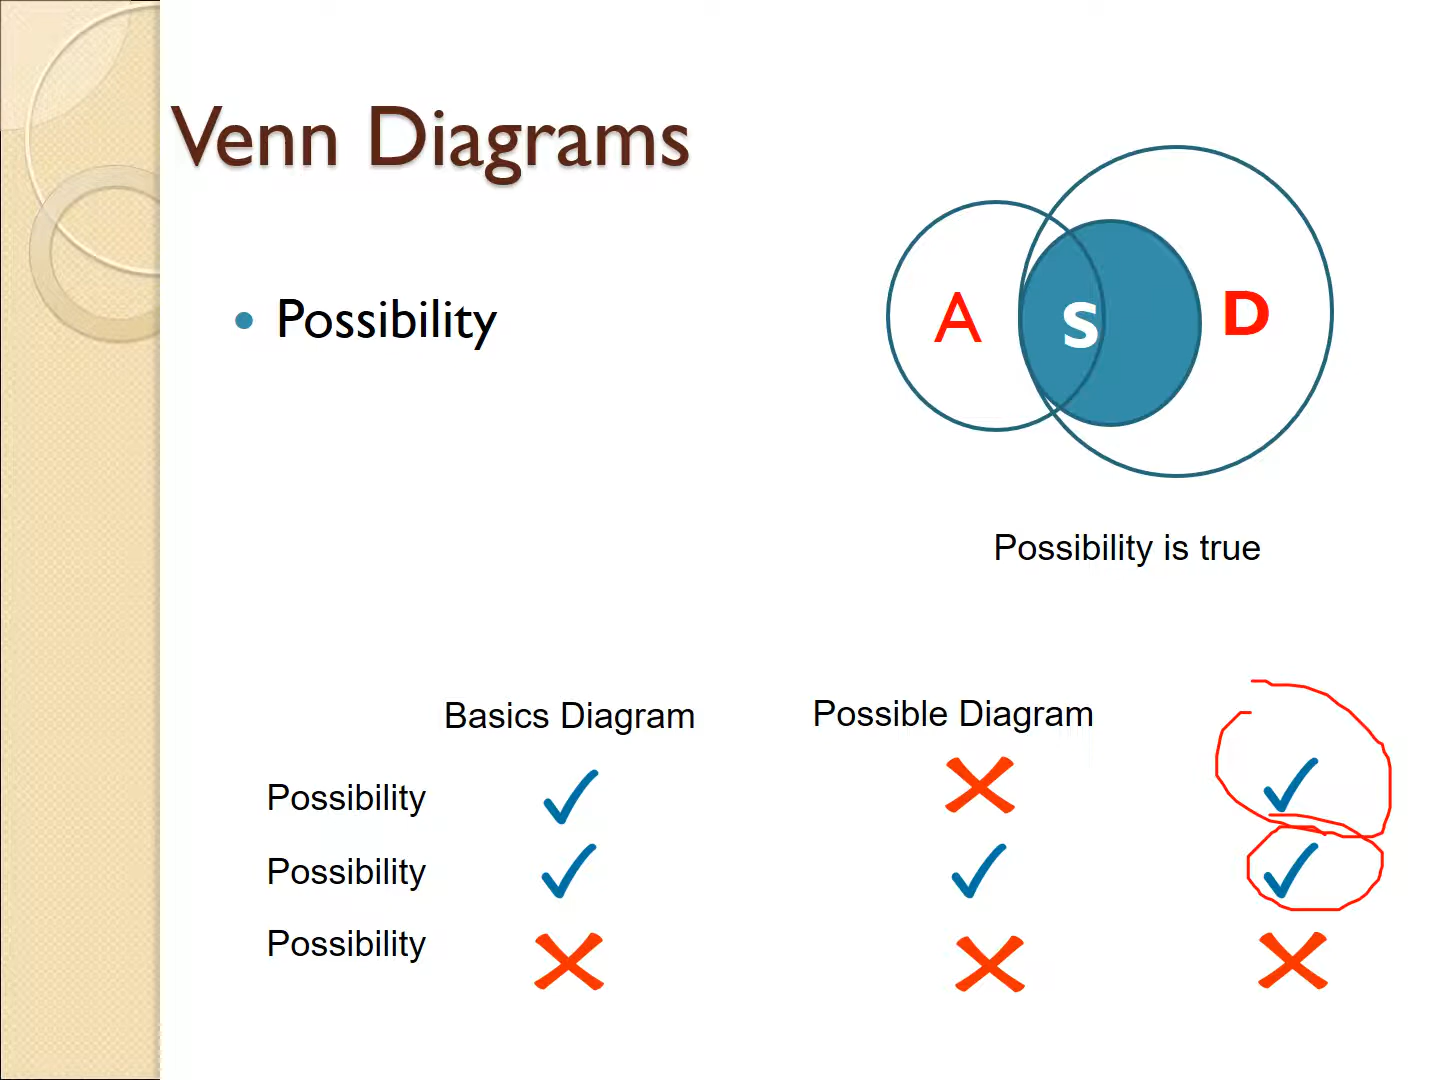 Venn Diagrams
Possibility
A S D
Possibility is true
Basics Diagram Possible Diagram
Possibility
Possibility
Possibility